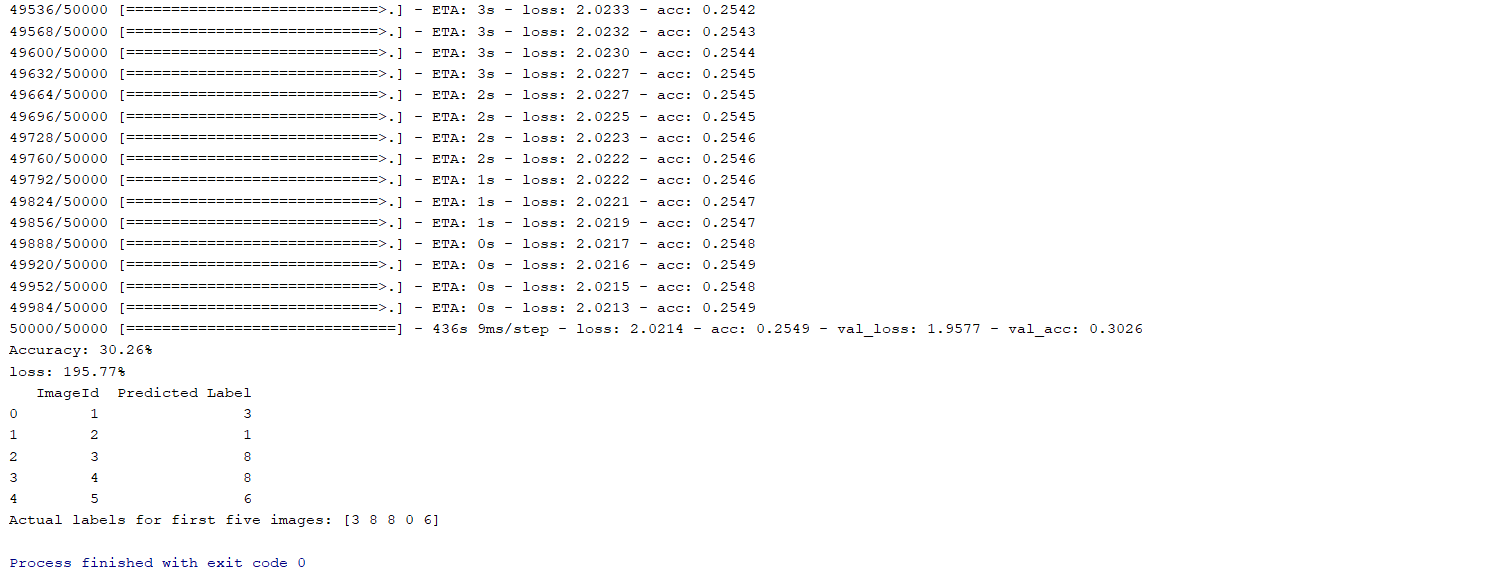 49536/50000 [============================>.] - ETA: 3s - loss: 2.0233 - acc: 0.2542
49568/50000 [============================>.] - ETA: 3s - loss: 2.0232 - acc: 0.2543
49600/50000 [============================>.] - ETA: 3s - loss: 2.0230 - acc: 0.2544
49632/50000 [============================>.] - ETA: 3s - loss: 2.0227 - acc: 0.2545
49664/50000 [============================>.] - ETA: 2s - loss: 2.0227 - acc: 0.2545
49696/50000 [============================>.] - ETA: 2s - loss: 2.0225 - acc: 0.2545
49728/50000 [============================>.] - ETA: 2s - loss: 2.0223 - acc: 0.2546
49760/50000 [============================>.] - ETA: 2s - loss: 2.0222 - acc: 0.2546
49792/50000 [============================>.] - ETA: 1s - loss: 2.0222 - acc: 0.2546
49824/50000 [============================>.] - ETA: 1s - loss: 2.0221 - acc: 0.2547
49856/50000 [============================>.] - ETA: 1s - loss: 2.0219 - acc: 0.2547
49888/50000 [============================>.] - ETA: 0s - loss: 2.0217 - acc: 0.2548
49920/50000 [============================>.] - ETA: 0s - loss: 2.0216 - acc: 0.2549
49952/50000 [============================>.] - ETA: 0s - loss: 2.0215 - acc: 0.2548
49984/50000 [============================>.] - ETA: 0s - loss: 2.0213 - acc: 0.2549
50000/50000 [==============================] - 436s 9ms/step - loss: 2.0214 - acc: 0.2549 - val_loss: 1.9577 - val_acc: 0.3026
Accuracy: 30.26%
loss: 195.77%
   ImageId  Predicted Label
0        1                3
1        2                1
2        3                8
3        4                8
4        5                6
Actual labels for first five images: [3 8 8 0 6]
Process finished with exit code 0